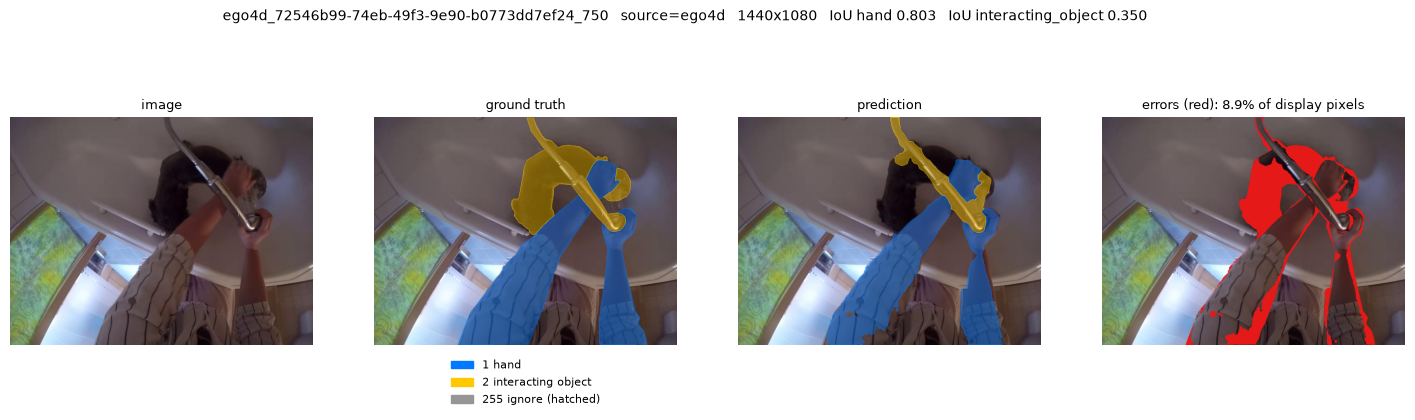 ego4d_72546b99-74eb-49f3-9e90-b0773dd7ef24_750   source=ego4d   1440x1080   IoU hand 0.803   IoU interacting_object 0.350
image
ground truth
prediction
errors (red): 8.9% of display pixels
1 hand
2 interacting object
255 ignore (hatched)